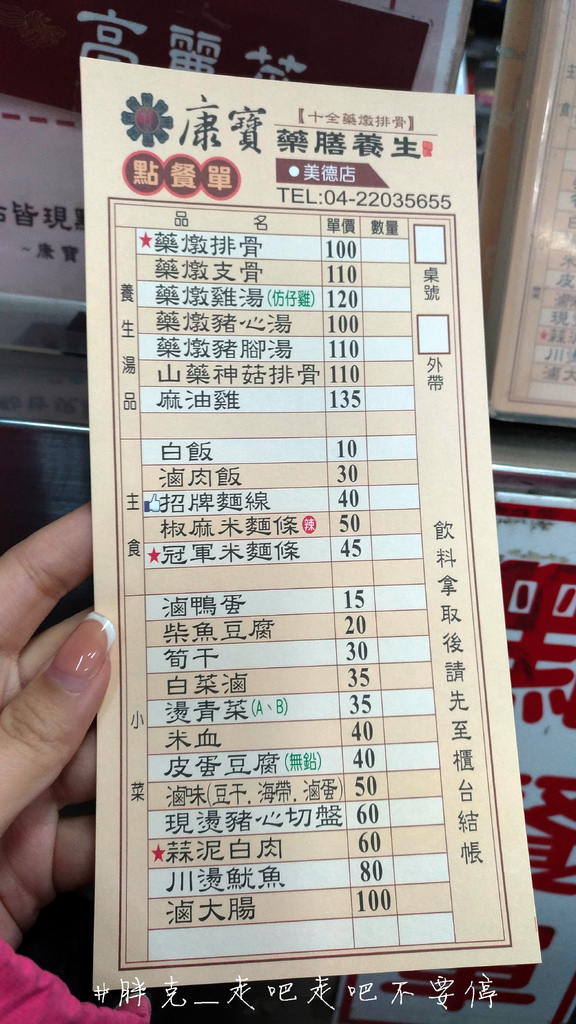 高麗菜
康寶
【十全藥燉排骨】
藥膳養生
點餐單
美德店
TEL:04-22035655
品名 單價 數量
養生湯品
★藥燉排骨 100
藥燉支骨 110
藥燉雞湯(仿仔雞) 120
藥燉豬心湯 100
藥燉豬腳湯 110
山藥神菇排骨 110
麻油雞 135
主食
白飯 10
滷肉飯 30
招牌麵線 40
椒麻米麵條 辣 50
★冠軍米麵條 45
小菜
滷鴨蛋 15
柴魚豆腐 20
筍干 30
白菜滷 35
燙青菜(A、B) 35
米血 40
皮蛋豆腐(無鉛) 40
滷味(豆干.海帶.滷蛋) 50
現燙豬心切盤 60
★蒜泥白肉 60
川燙魷魚 80
滷大腸 100
桌號
外帶
飲料拿取後請先至櫃台結帳
皆現
~康寶
#胖克_走吧走吧不要停